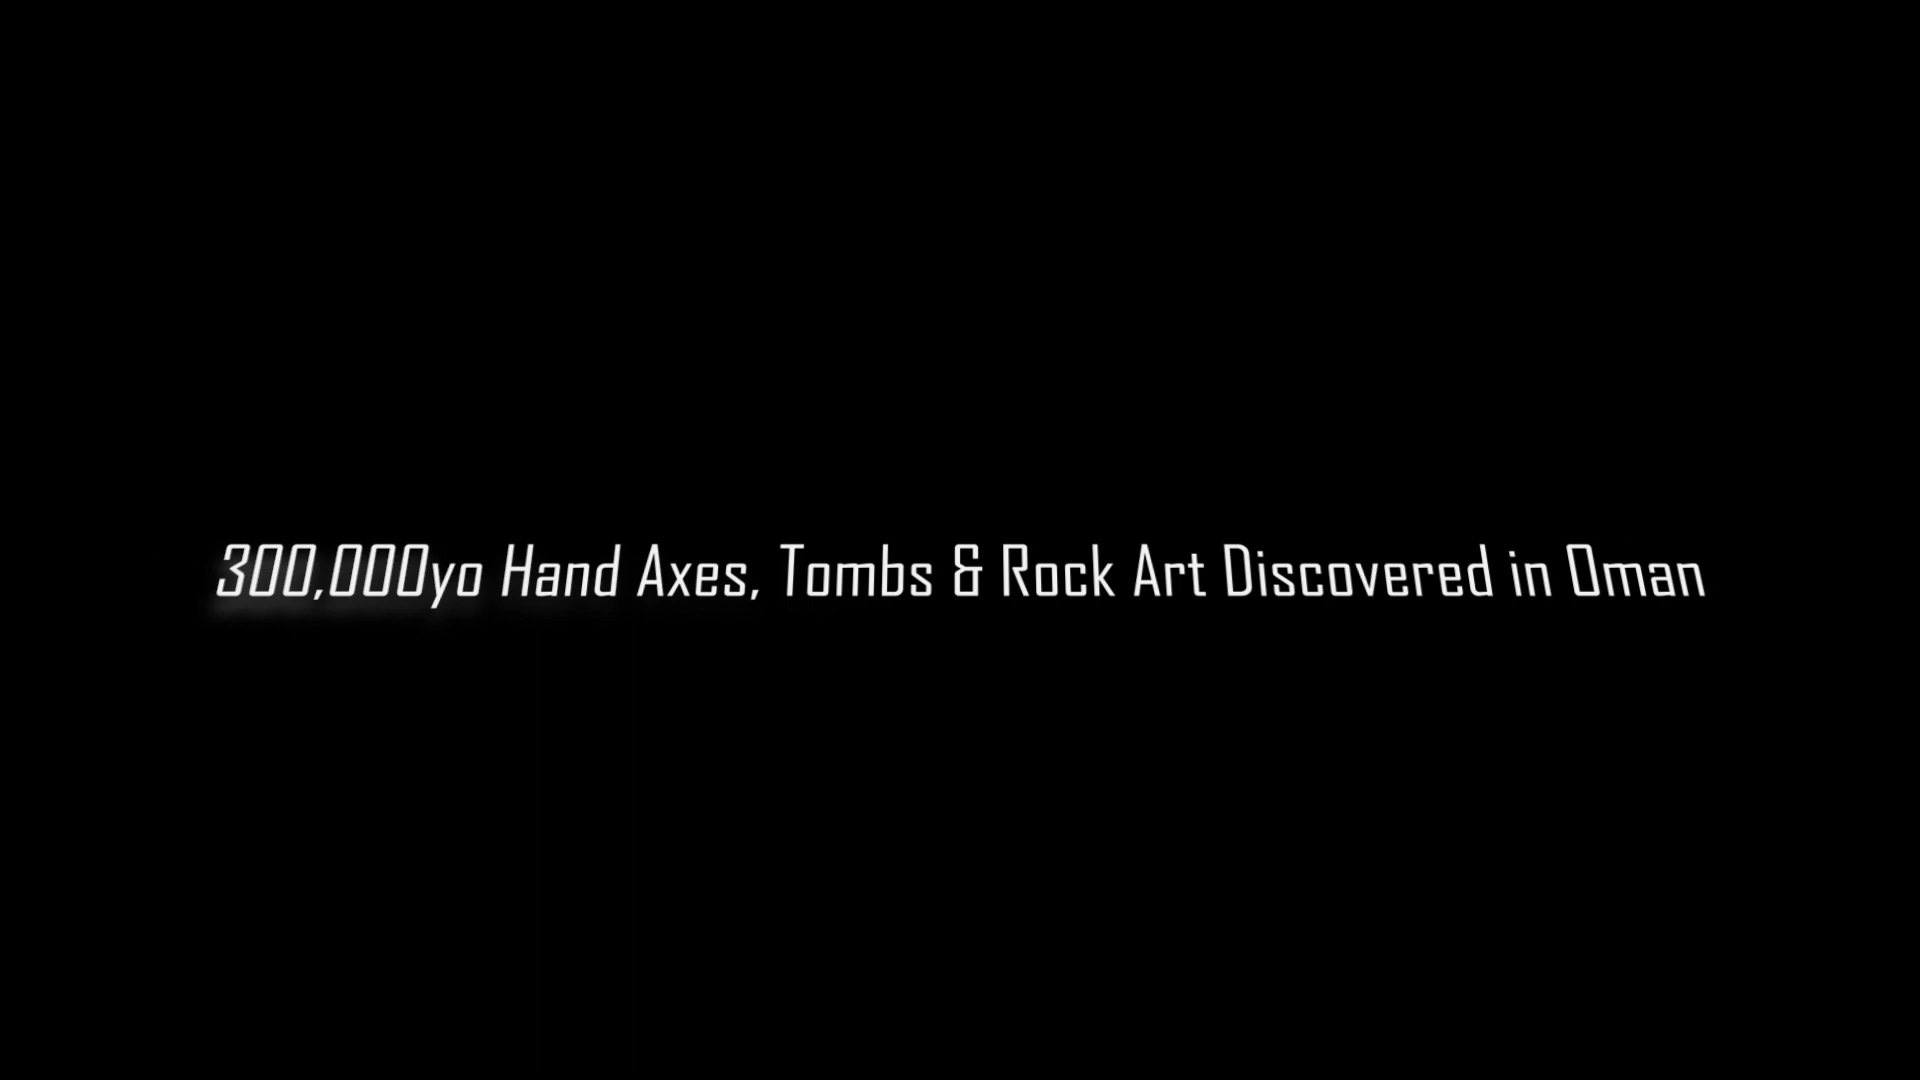 300,000yo Hand Axes, Tombs & Rock Art Discovered in Oman